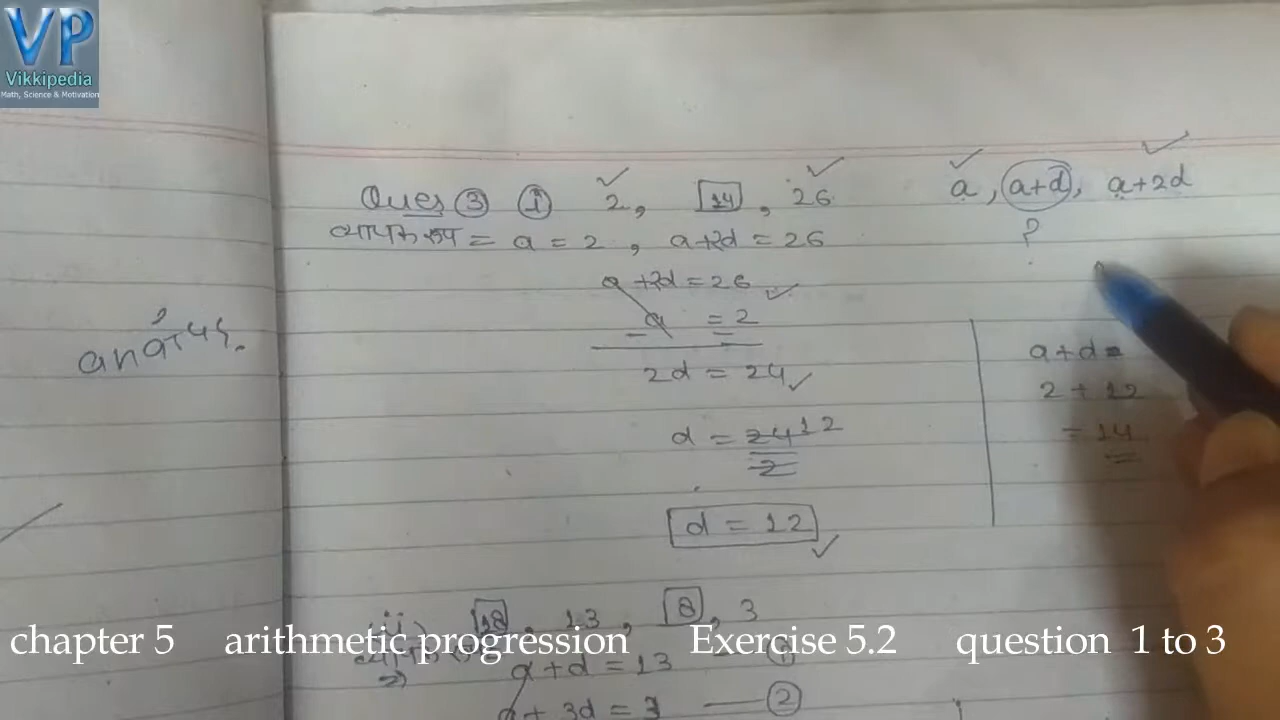 VP
Vikkipedia
Math, Science & Motivation
Ques ③ ① 2, 14, 26
a, a+d, a+2d
व्यापक रूप = a = 2, a+2d = 26
?
a+2d = 26
- a = 2
2d = 24
d = 24 12
2
d = 12
a+d =
2 + 12
= 14
(ii) 18, 13, 8, 3
chapter 5 arithmetic progression Exercise 5.2 question 1 to 3
a+d = 13
a+3d = 3 — ②